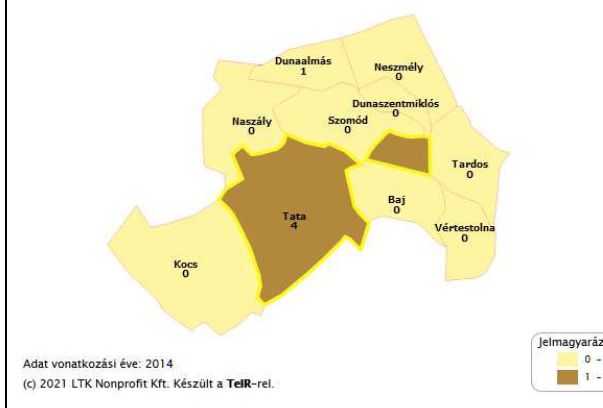 Dunaalmás
1
Neszmély
0
Dunaszentmiklós
0
Naszály
0
Szomód
0
Tardos
0
Baj
0
Tata
4
Vértestolna
0
Kocs
0
Adat vonatkozási éve: 2014
(c) 2021 LTK Nonprofit Kft. Készült a TeIR-rel.
Jelmagyaráz
0 -
1 -